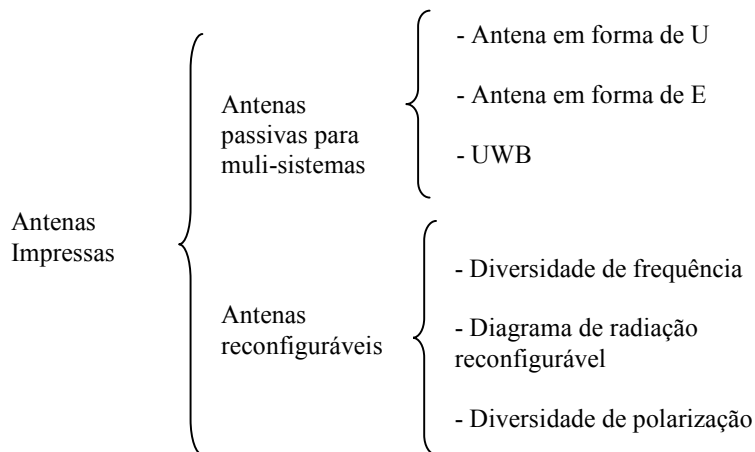 Antenas
Impressas
Antenas
passivas para
muli-sistemas
- Antena em forma de U
- Antena em forma de E
- UWB
Antenas
reconfiguráveis
- Diversidade de frequência
- Diagrama de radiação
reconfigurável
- Diversidade de polarização